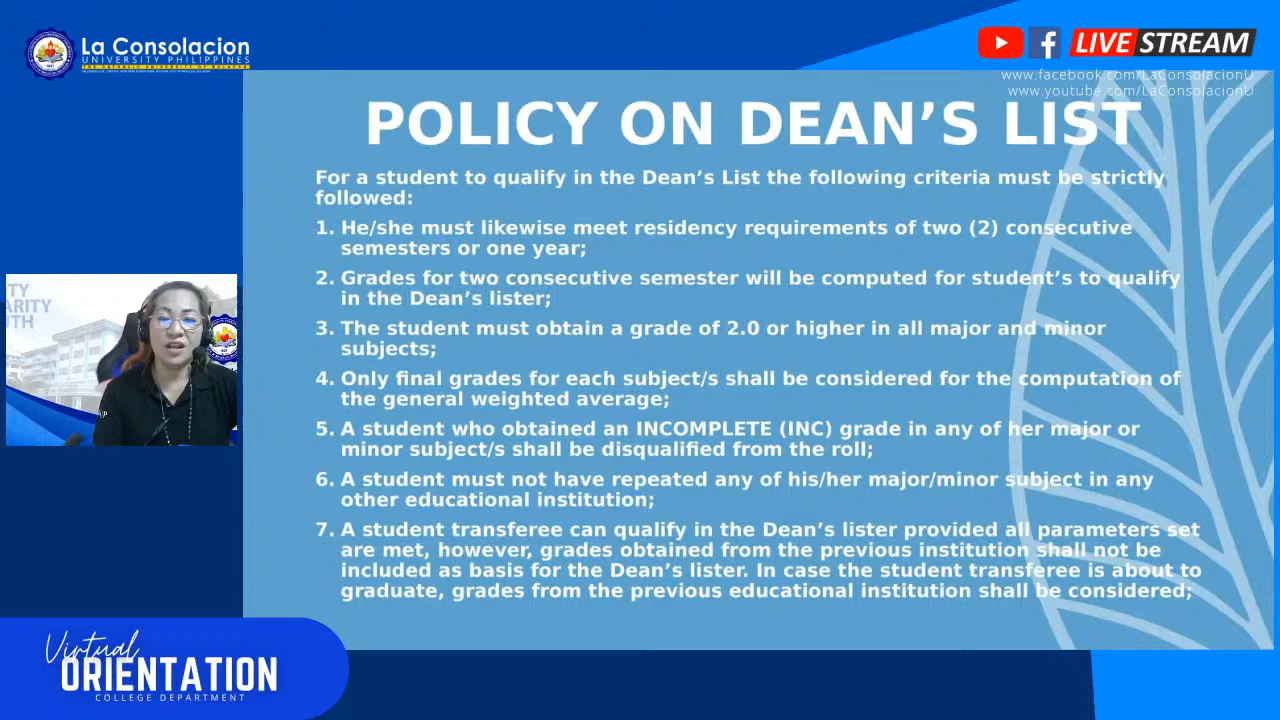 La Consolacion
UNIVERSITY PHILIPPINES
LIVE STREAM
www.facebook.com/LaConsolacionU
www.youtube.com/LaConsolacionU
POLICY ON DEAN’S LIST
For a student to qualify in the Dean’s List the following criteria must be strictly
followed:
1. He/she must likewise meet residency requirements of two (2) consecutive
semesters or one year;
2. Grades for two consecutive semester will be computed for student’s to qualify
in the Dean’s lister;
3. The student must obtain a grade of 2.0 or higher in all major and minor
subjects;
4. Only final grades for each subject/s shall be considered for the computation of
the general weighted average;
5. A student who obtained an INCOMPLETE (INC) grade in any of her major or
minor subject/s shall be disqualified from the roll;
6. A student must not have repeated any of his/her major/minor subject in any
other educational institution;
7. A student transferee can qualify in the Dean’s lister provided all parameters set
are met, however, grades obtained from the previous institution shall not be
included as basis for the Dean’s lister. In case the student transferee is about to
graduate, grades from the previous educational institution shall be considered;
Virtual
ORIENTATION
COLLEGE DEPARTMENT